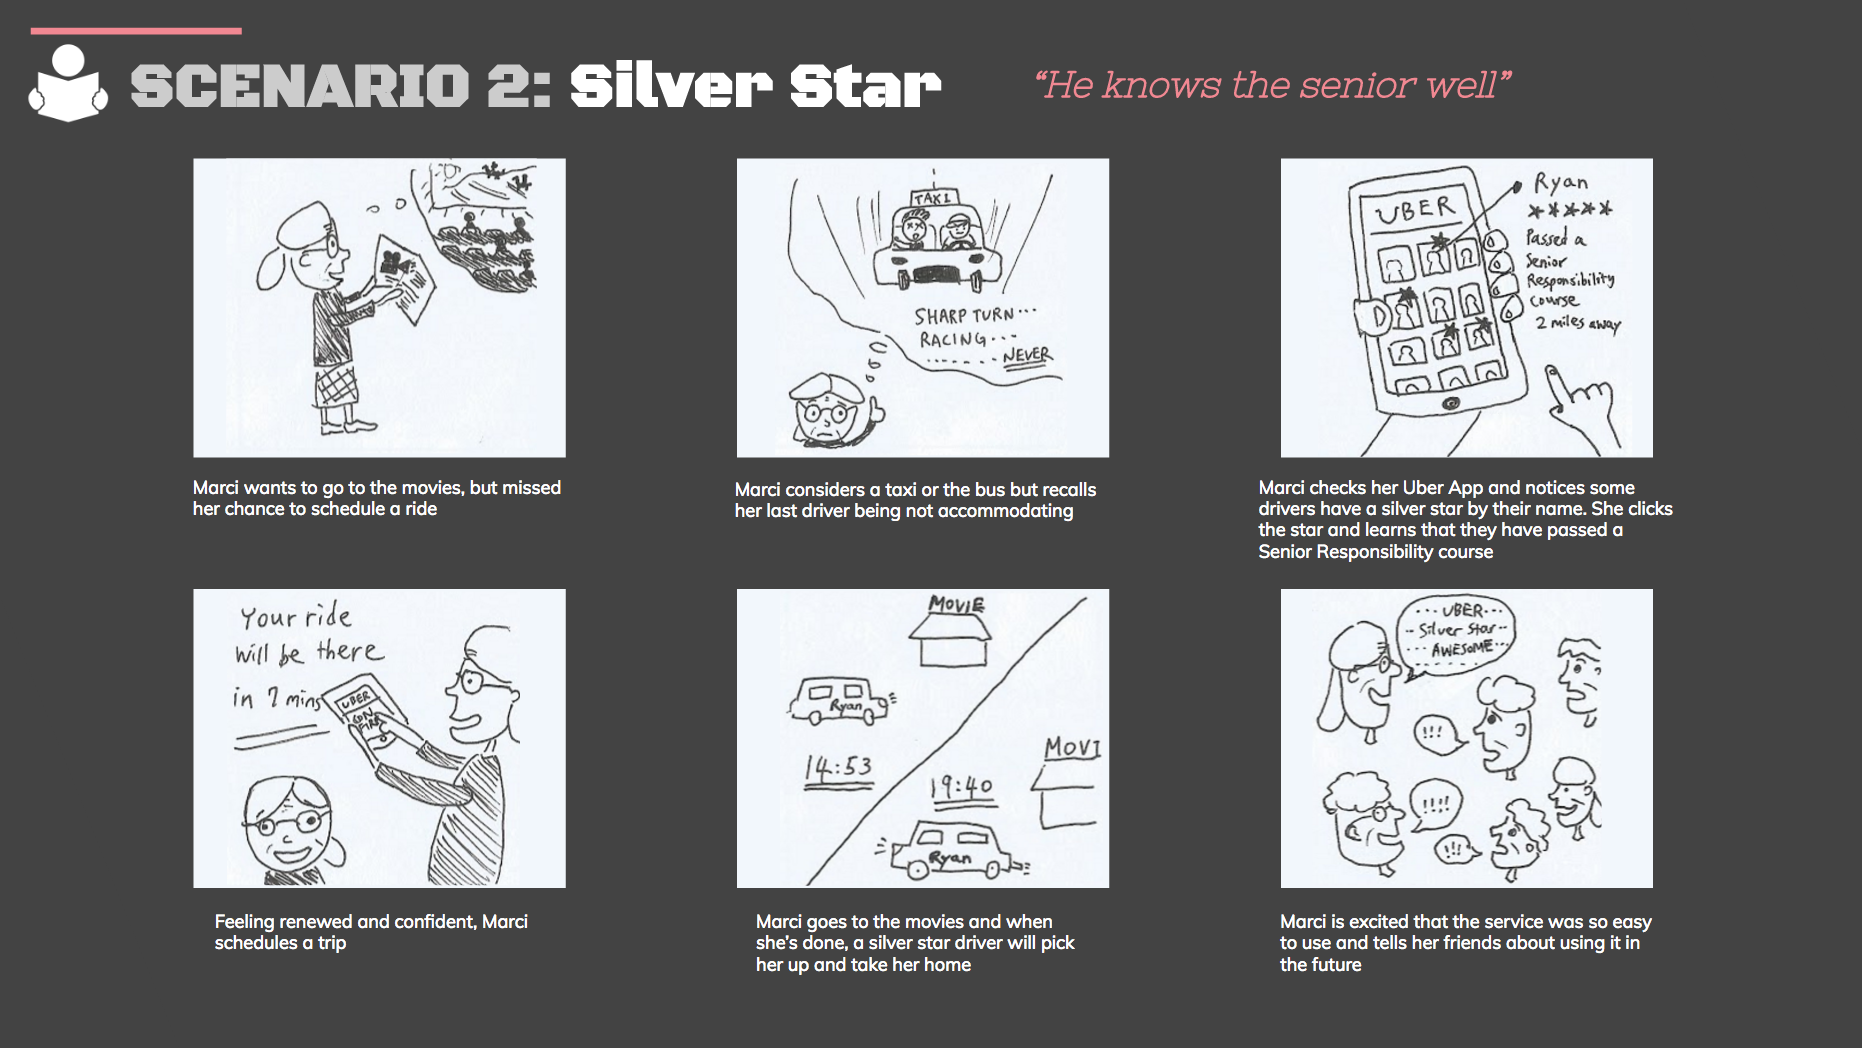 SCENARIO 2: Silver Star
“He knows the senior well”
TAXI
SHARP TURN...
RACING...
....... NEVER
UBER
Ryan
*****
Passed a
Senior
Responsibility
course
2 miles away
Marci wants to go to the movies, but missed
her chance to schedule a ride
Marci considers a taxi or the bus but recalls
her last driver being not accommodating
Marci checks her Uber App and notices some
drivers have a silver star by their name. She clicks
the star and learns that they have passed a
Senior Responsibility course
Your ride
will be there
in 7 mins
UBER
CON
FIRM
MOVIE
Ryan
14:53
MOVI
19:40
Ryan
...UBER...
--Silver Star--
...AWESOME...
!!!
!!!!
!!!
Feeling renewed and confident, Marci
schedules a trip
Marci goes to the movies and when
she’s done, a silver star driver will pick
her up and take her home
Marci is excited that the service was so easy
to use and tells her friends about using it in
the future